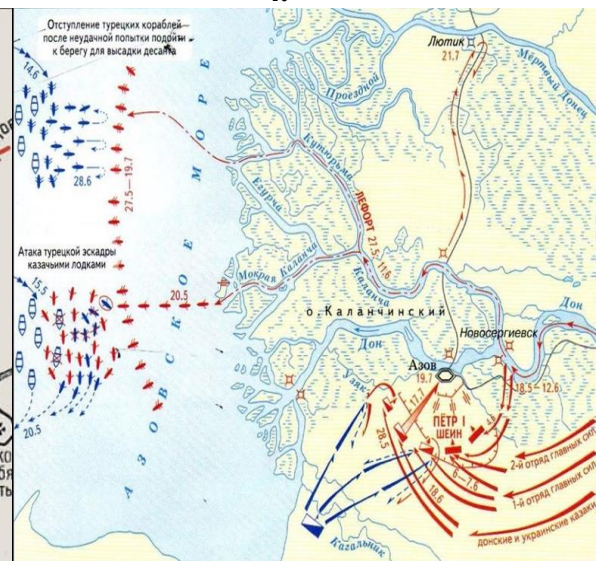 Отступление турецких кораблей
после неудачной попытки подойти
к берегу для высадки десанта
14.6
28.6
27.5—19.7
Атака турецкой эскадры
казачьими лодками
15.5
20.5
20.5
АЗОВСКОЕ МОРЕ
Лютик
21.7
Мертвый Донец
Проездной
Кутюрьма
Егурча
ЛЕФОРТ 21.5—11.6
Мокрая Каланча
Каланча
о. Каланчинский
Дон
Дон
Новосергиевск
18.5—12.6
Азов
19.7
Узяк
17.7
ПЁТР I
ШЕИН
28.5
6—7.6
18.6
2-й отряд главных сил
1-й отряд главных сил
донские и украинские казаки
Кагальник